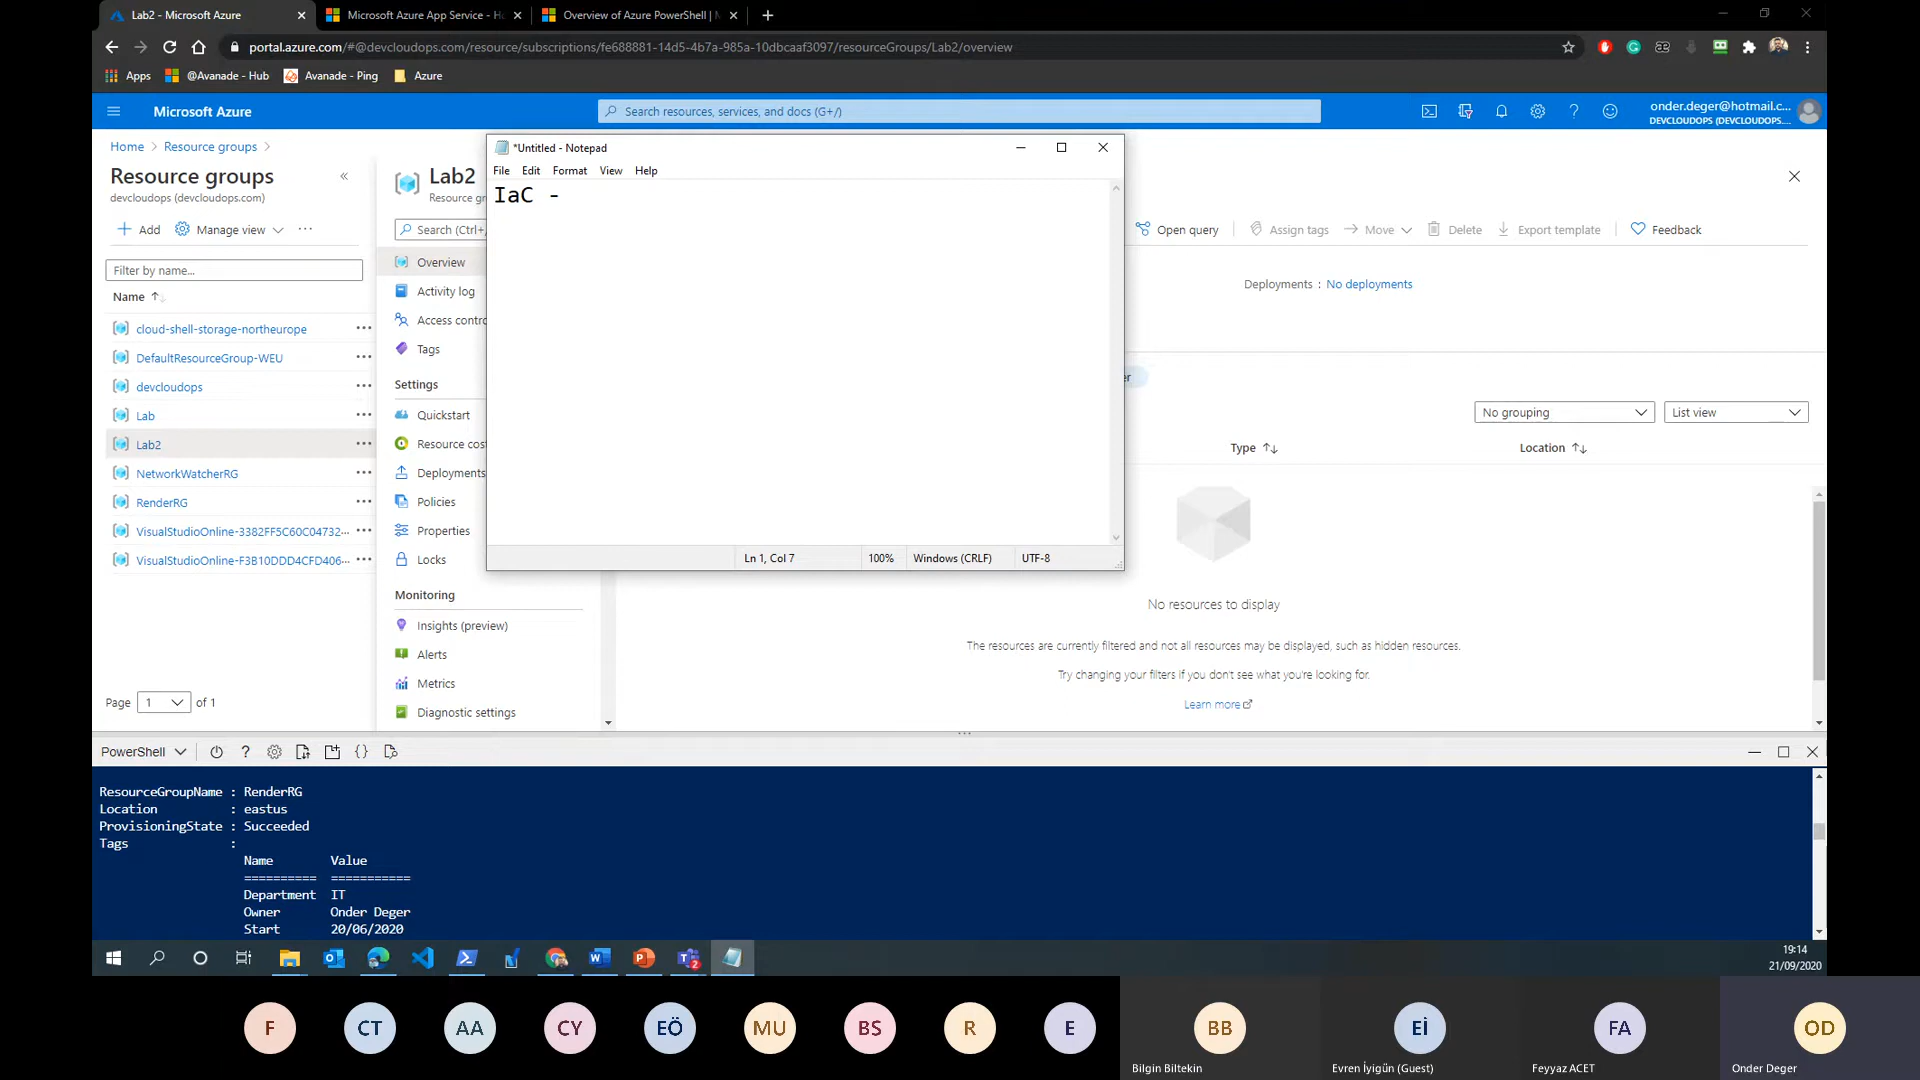 Lab2 - Microsoft Azure
Microsoft Azure App Service - H
Overview of Azure PowerShell |
portal.azure.com/#@devcloudops.com/resource/subscriptions/fe688881-14d5-4b7a-985a-10dbcaaf3097/resourceGroups/Lab2/overview
Apps
@Avanade - Hub
Avanade - Ping
Azure
Microsoft Azure
Search resources, services, and docs (G+/)
onder.deger@hotmail.c...
DEVCLOUDOPS (DEVCLOUDOPS....
Home > Resource groups >
Resource groups
devcloudops (devcloudops.com)
+ Add
Manage view
...
Filter by name...
Name ↑↓
cloud-shell-storage-northeurope
DefaultResourceGroup-WEU
devcloudops
Lab
Lab2
NetworkWatcherRG
RenderRG
VisualStudioOnline-3382FF5C60C04732...
VisualStudioOnline-F3B10DDD4CFD406...
Page 1 of 1
Lab2
Resource gr
Search (Ctrl+/
Overview
Activity log
Access contro
Tags
Settings
Quickstart
Resource cos
Deployments
Policies
Properties
Locks
Monitoring
Insights (preview)
Alerts
Metrics
Diagnostic settings
*Untitled - Notepad
File Edit Format View Help
IaC -
Ln 1, Col 7
100%
Windows (CRLF)
UTF-8
Open query
Assign tags
Move
Delete
Export template
Feedback
Deployments : No deployments
er
No grouping
List view
Type ↑↓
Location ↑↓
No resources to display
The resources are currently filtered and not all resources may be displayed, such as hidden resources.
Try changing your filters if you don't see what you're looking for.
Learn more
PowerShell
?
{}
ResourceGroupName : RenderRG
Location : eastus
ProvisioningState : Succeeded
Tags :
Name Value
========== ===========
Department IT
Owner Onder Deger
Start 20/06/2020
19:14
21/09/2020
F
CT
AA
CY
EÖ
MU
BS
R
E
BB
Bilgin Biltekin
Eİ
Evren İyigün (Guest)
FA
Feyyaz ACET
OD
Onder Deger